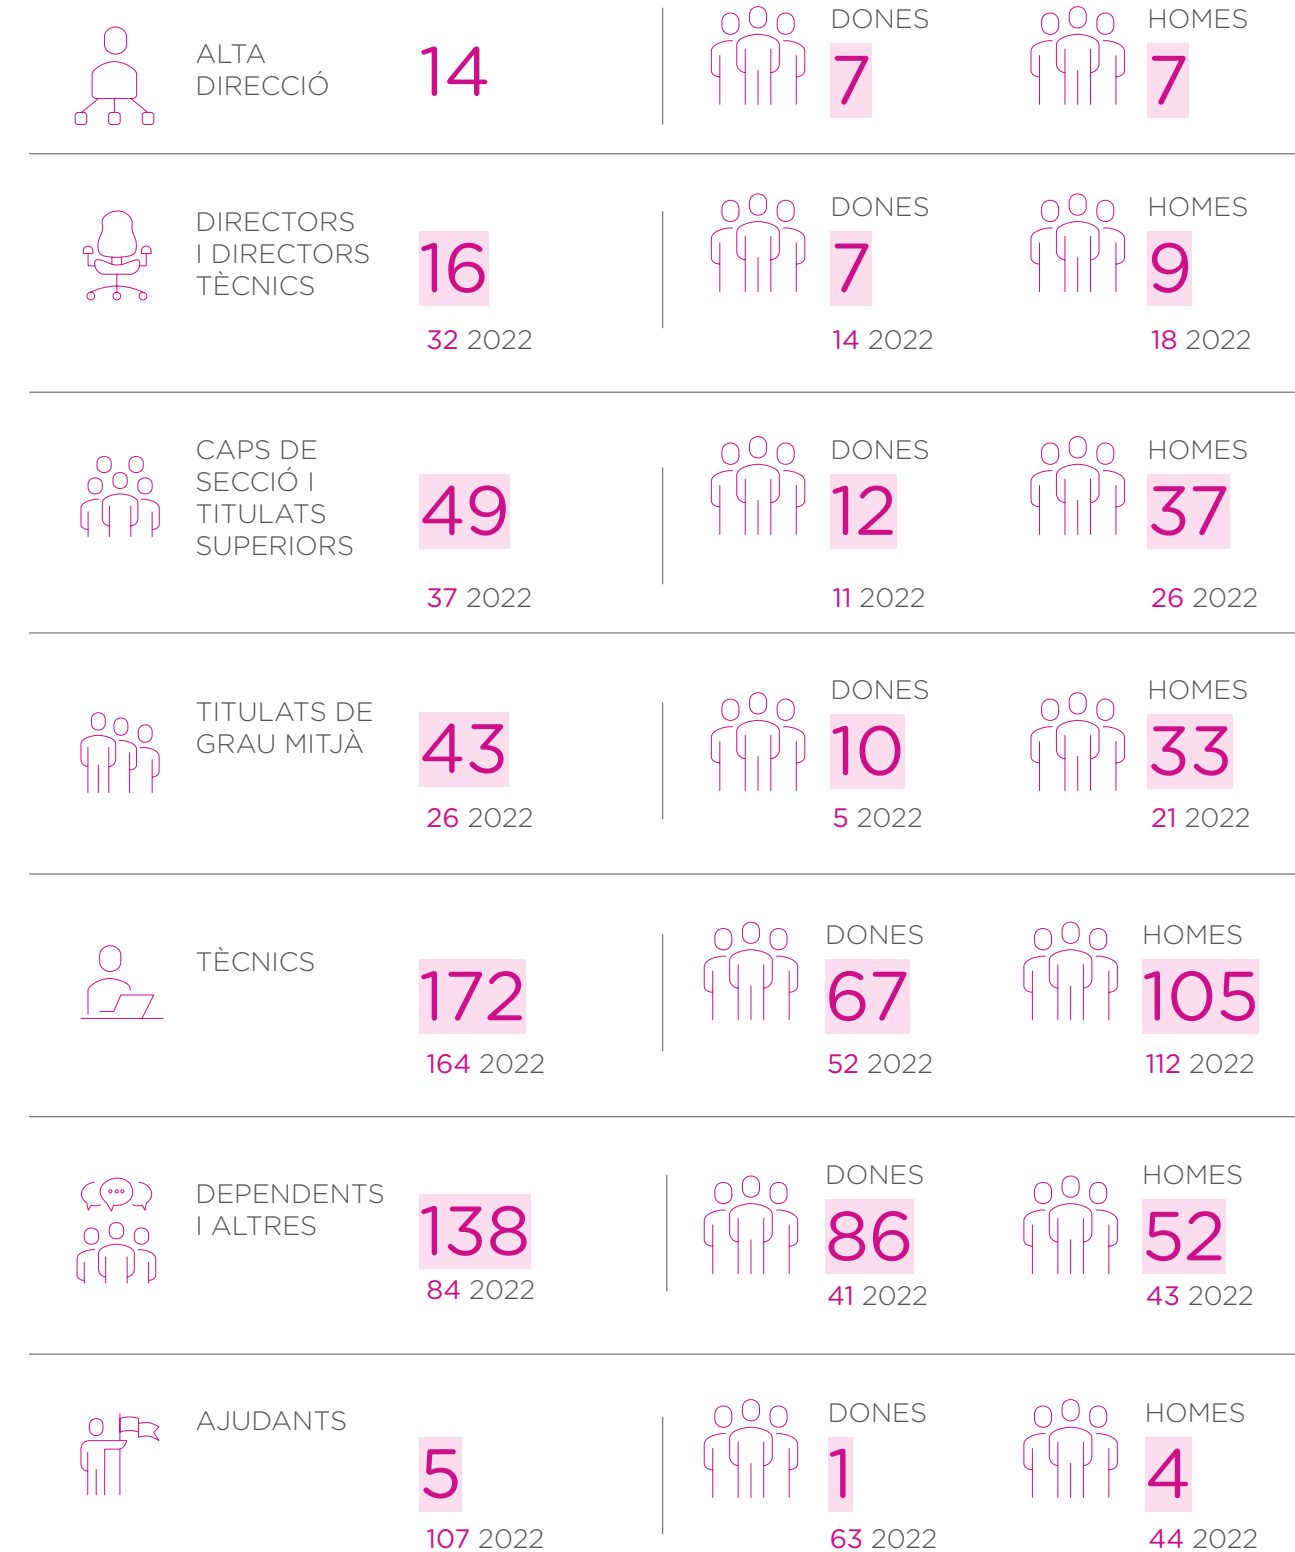 ALTA
DIRECCIÓ
14
DONES
7
HOMES
7
DIRECTORS
I DIRECTORS
TÈCNICS
16
32 2022
DONES
7
14 2022
HOMES
9
18 2022
CAPS DE
SECCIÓ I
TITULATS
SUPERIORS
49
37 2022
DONES
12
11 2022
HOMES
37
26 2022
TITULATS DE
GRAU MITJÀ
43
26 2022
DONES
10
5 2022
HOMES
33
21 2022
TÈCNICS
172
164 2022
DONES
67
52 2022
HOMES
105
112 2022
DEPENDENTS
I ALTRES
138
84 2022
DONES
86
41 2022
HOMES
52
43 2022
AJUDANTS
5
107 2022
DONES
1
63 2022
HOMES
4
44 2022